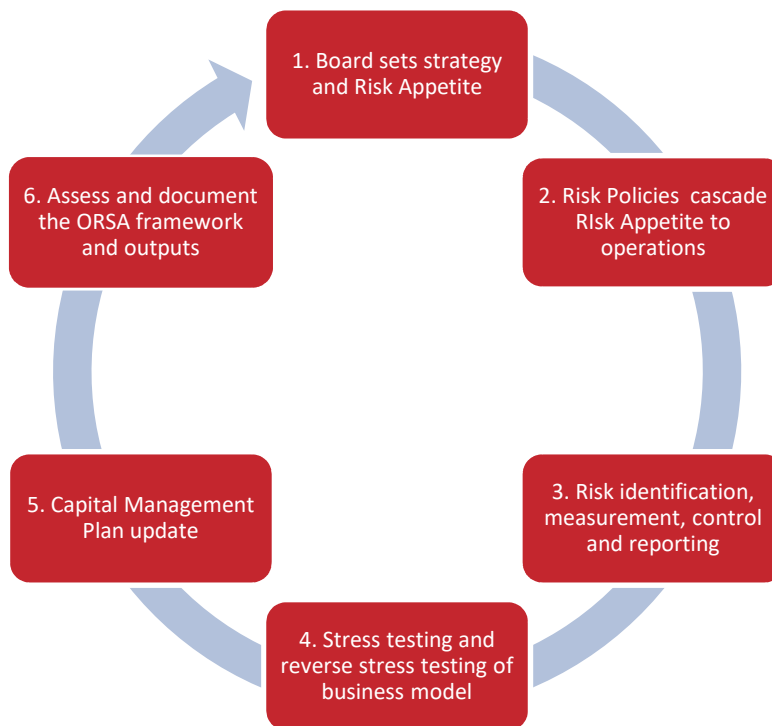 1. Board sets strategy
and Risk Appetite
2. Risk Policies cascade
RIsk Appetite to
operations
3. Risk identification,
measurement, control
and reporting
4. Stress testing and
reverse stress testing of
business model
5. Capital Management
Plan update
6. Assess and document
the ORSA framework
and outputs